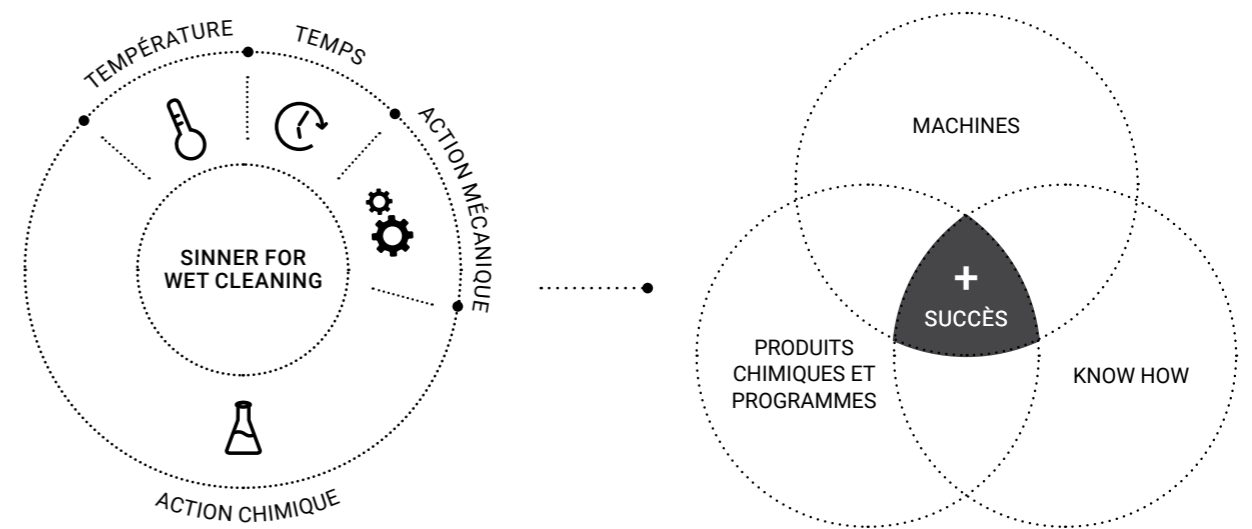 TEMPÉRATURE
TEMPS
ACTION MÉCANIQUE
SINNER FOR
WET CLEANING
ACTION CHIMIQUE
MACHINES
+
SUCCÈS
PRODUITS
CHIMIQUES ET
PROGRAMMES
KNOW HOW